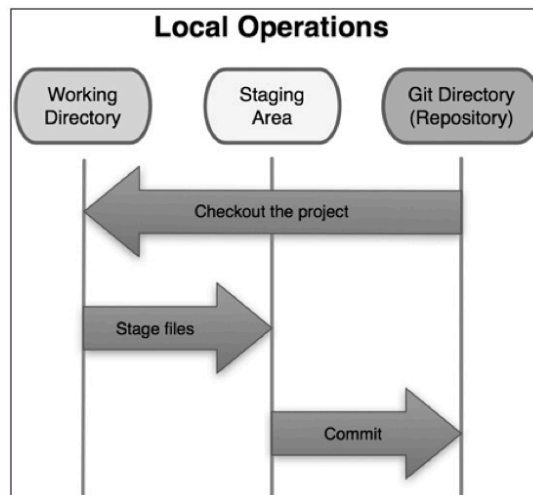 Local Operations
Working
Directory
Staging
Area
Git Directory
(Repository)
Checkout the project
Stage files
Commit